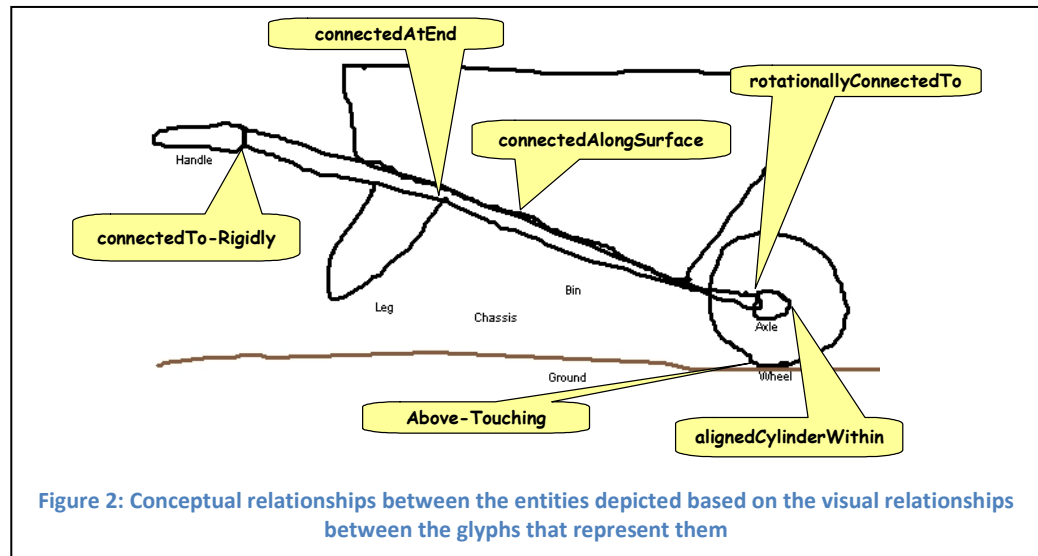 connectedAtEnd
rotationallyConnectedTo
connectedAlongSurface
Handle
connectedTo-Rigidly
Bin
Leg
Chassis
Axle
Ground
Wheel
Above-Touching
alignedCylinderWithin
Figure 2: Conceptual relationships between the entities depicted based on the visual relationships
between the glyphs that represent them